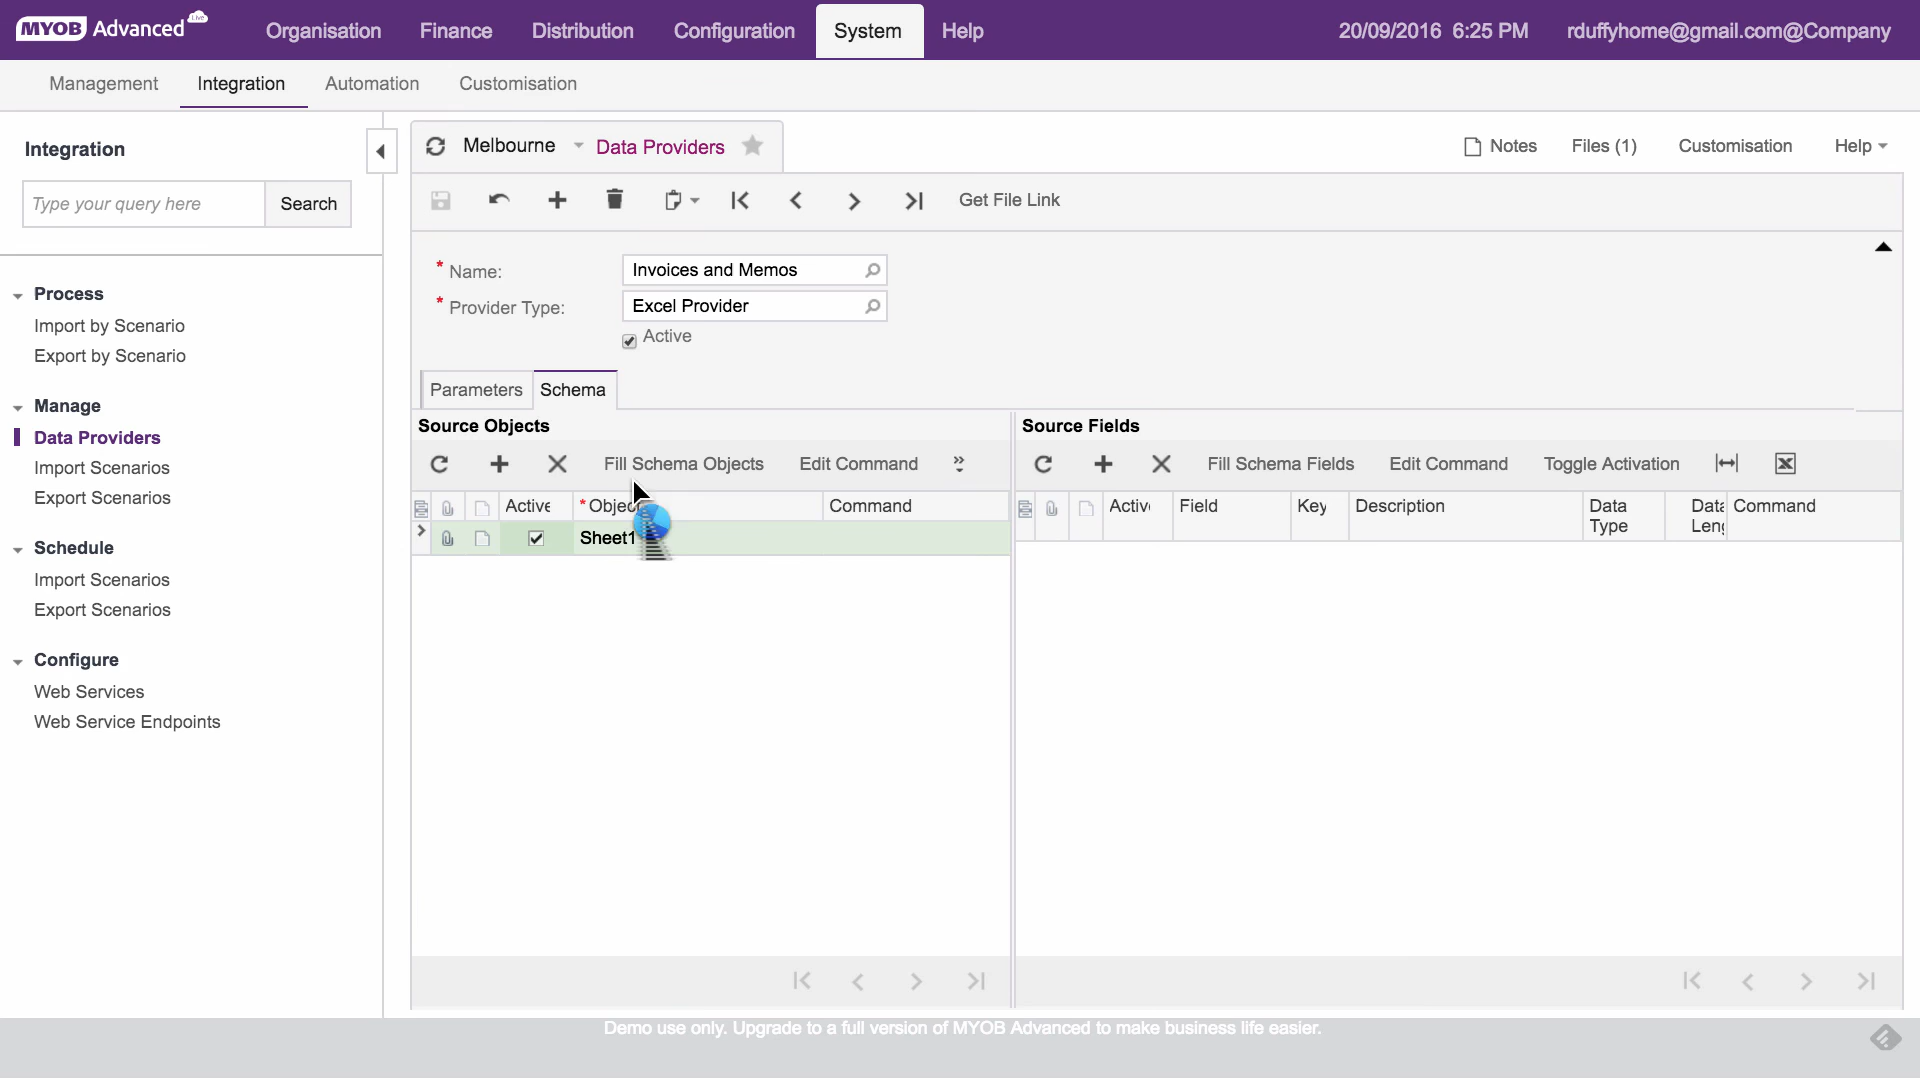 MYOB Advanced Live
Organisation Finance Distribution Configuration System Help
20/09/2016 6:25 PM rduffyhome@gmail.com@Company
Management Integration Automation Customisation
Integration
Type your query here Search
Process
Import by Scenario
Export by Scenario
Manage
Data Providers
Import Scenarios
Export Scenarios
Schedule
Import Scenarios
Export Scenarios
Configure
Web Services
Web Service Endpoints
Melbourne Data Providers
Notes Files (1) Customisation Help
Get File Link
* Name: Invoices and Memos
* Provider Type: Excel Provider
Active
Parameters Schema
Source Objects
Fill Schema Objects Edit Command
Active * Objec Command
Sheet1
Source Fields
Fill Schema Fields Edit Command Toggle Activation
Activ Field Key Description Data Type Data Leng Command
Demo use only. Upgrade to a full version of MYOB Advanced to make business life easier.